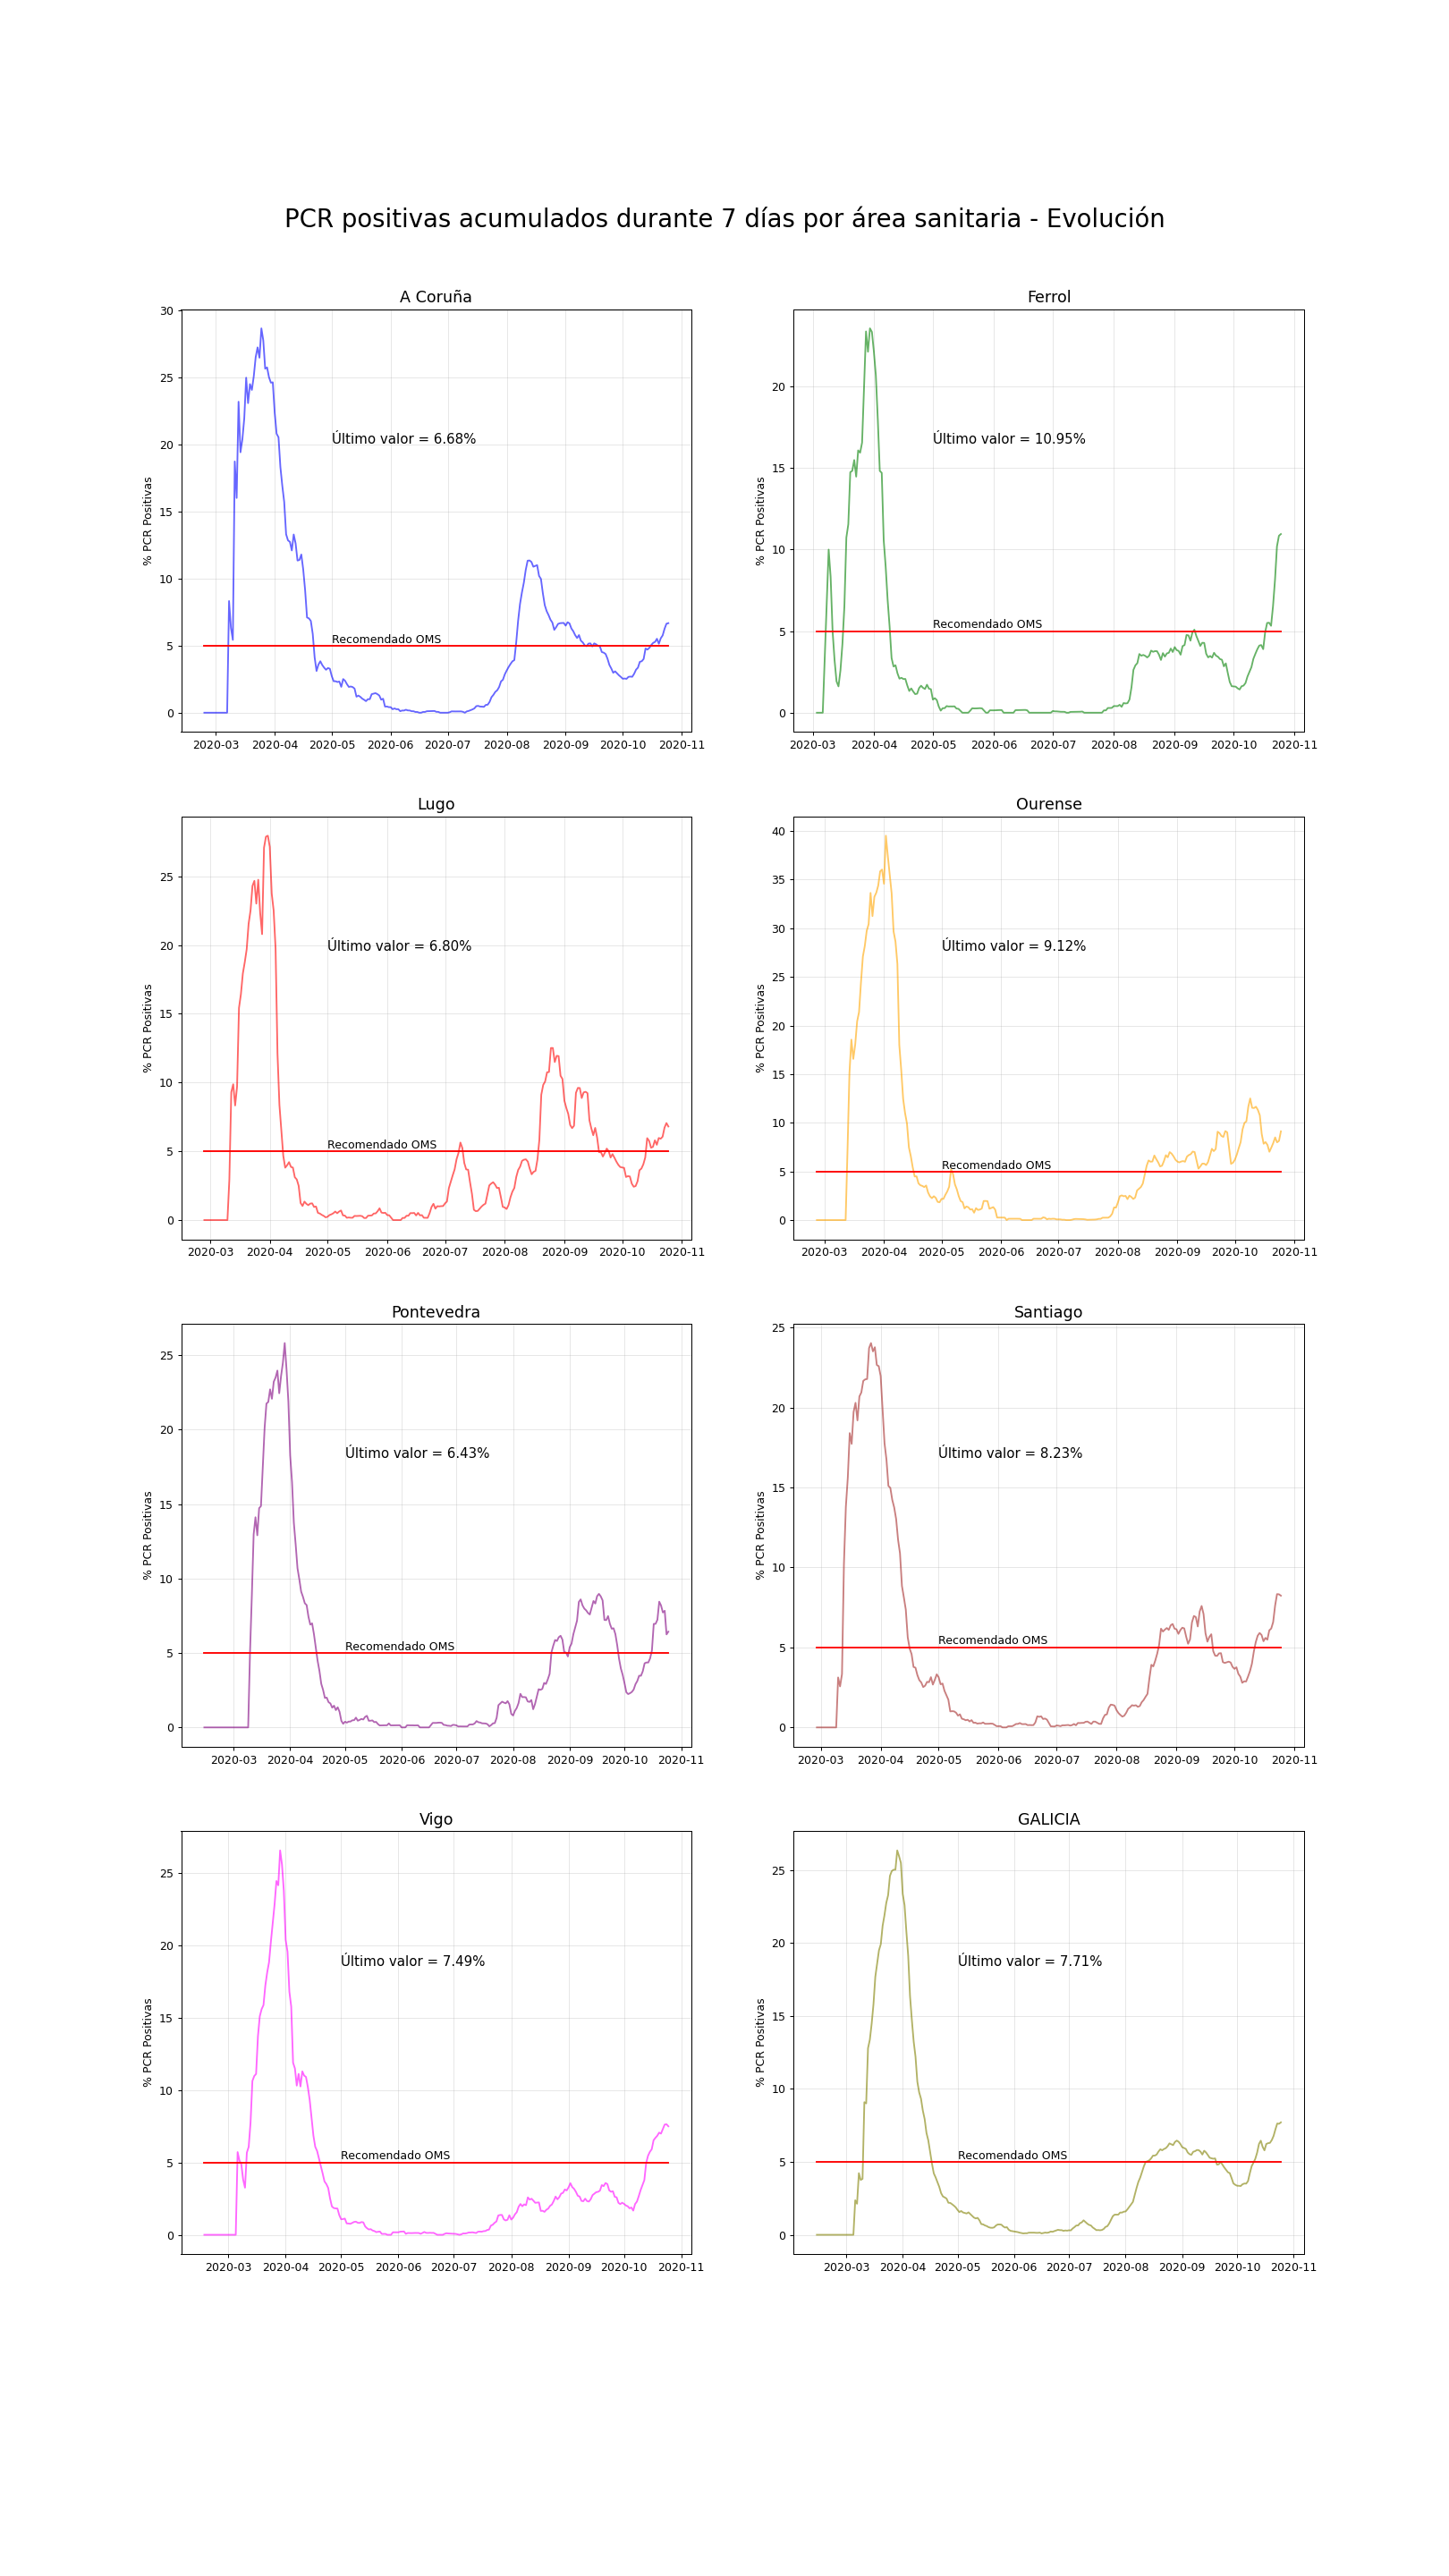 PCR positivas acumulados durante 7 días por área sanitaria - Evolución
A Coruña
% PCR Positivas
30
25
20
15
10
5
0
Último valor = 6.68%
Recomendado OMS
2020-03 2020-04 2020-05 2020-06 2020-07 2020-08 2020-09 2020-10 2020-11
Ferrol
% PCR Positivas
20
15
10
5
0
Último valor = 10.95%
Recomendado OMS
2020-03 2020-04 2020-05 2020-06 2020-07 2020-08 2020-09 2020-10 2020-11
Lugo
% PCR Positivas
25
20
15
10
5
0
Último valor = 6.80%
Recomendado OMS
2020-03 2020-04 2020-05 2020-06 2020-07 2020-08 2020-09 2020-10 2020-11
Ourense
% PCR Positivas
40
35
30
25
20
15
10
5
0
Último valor = 9.12%
Recomendado OMS
2020-03 2020-04 2020-05 2020-06 2020-07 2020-08 2020-09 2020-10 2020-11
Pontevedra
% PCR Positivas
25
20
15
10
5
0
Último valor = 6.43%
Recomendado OMS
2020-03 2020-04 2020-05 2020-06 2020-07 2020-08 2020-09 2020-10 2020-11
Santiago
% PCR Positivas
25
20
15
10
5
0
Último valor = 8.23%
Recomendado OMS
2020-03 2020-04 2020-05 2020-06 2020-07 2020-08 2020-09 2020-10 2020-11
Vigo
% PCR Positivas
25
20
15
10
5
0
Último valor = 7.49%
Recomendado OMS
2020-03 2020-04 2020-05 2020-06 2020-07 2020-08 2020-09 2020-10 2020-11
GALICIA
% PCR Positivas
25
20
15
10
5
0
Último valor = 7.71%
Recomendado OMS
2020-03 2020-04 2020-05 2020-06 2020-07 2020-08 2020-09 2020-10 2020-11